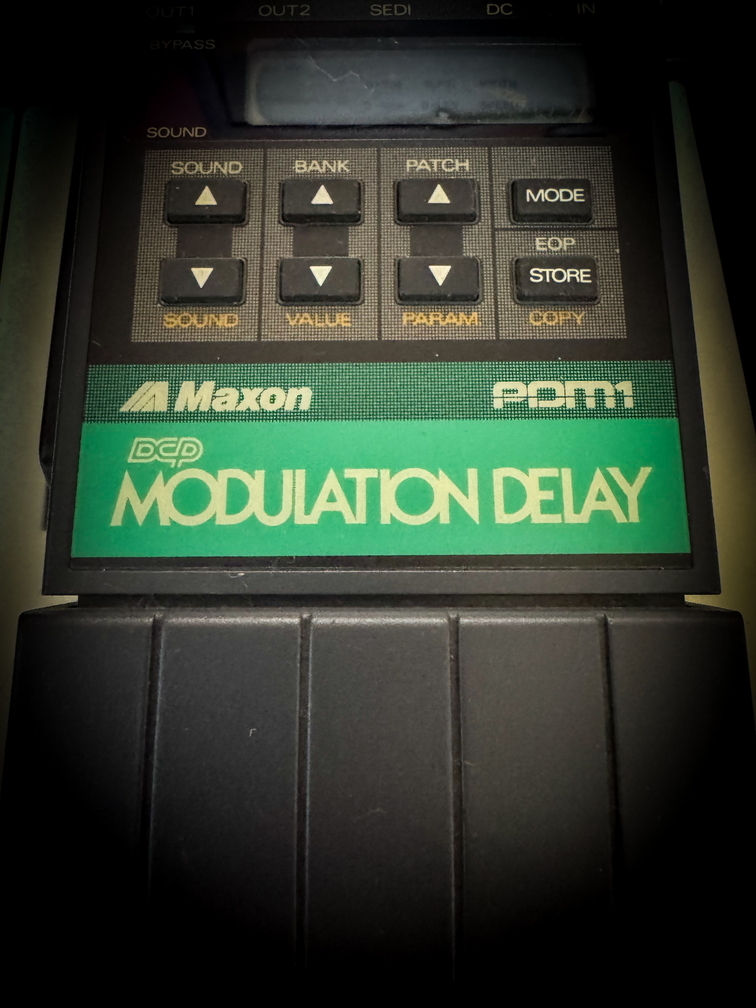 OUT1 OUT2 SEDI DC IN
BYPASS
SOUND
SOUND BANK PATCH
MODE
EOP
STORE
SOUND VALUE PARAM COPY
Maxon PDM1
DCP
MODULATION DELAY